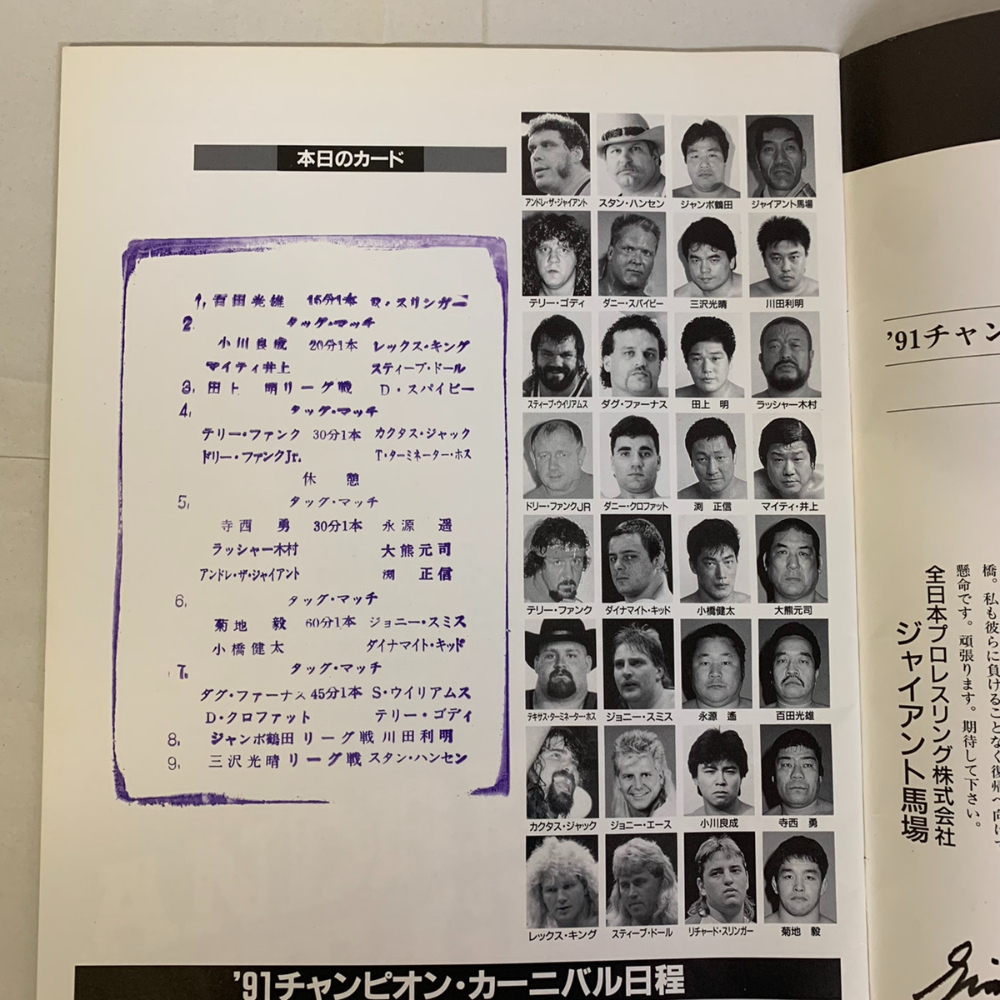 本日のカード
1, 百田光雄 15分1本 R・スリンガー
2. タッグ・マッチ
小川良成 20分1本 レックス・キング
マイティ井上 スティーブ・ドール
3, 田上 明 リーグ戦 D・スパイビー
4, タッグ・マッチ
テリー・ファンク 30分1本 カクタス・ジャック
ドリー・ファンクJr. T・ターミネーター・ホス
休 憩
5, タッグ・マッチ
寺西 勇 30分1本 永源 遥
ラッシャー木村 大熊元司
アンドレ・ザ・ジャイアント 渕 正信
6, タッグ・マッチ
菊地 毅 60分1本 ジョニー・スミス
小橋健太 ダイナマイト・キッド
7. タッグ・マッチ
ダグ・ファーナス 45分1本 S・ウイリアムス
D・クロファット テリー・ゴディ
8, ジャンボ鶴田 リーグ戦 川田利明
9, 三沢光晴 リーグ戦 スタン・ハンセン
アンドレ・ザ・ジャイアント スタン・ハンセン ジャンボ鶴田 ジャイアント馬場
テリー・ゴディ ダニー・スパイビー 三沢光晴 川田利明
スティーブ・ウイリアムス ダグ・ファーナス 田上 明 ラッシャー木村
ドリー・ファンクJR ダニー・クロファット 渕 正信 マイティ・井上
テリー・ファンク ダイナマイト・キッド 小橋健太 大熊元司
テキサス・ターミネーター・ホス ジョニー・スミス 永源 遙 百田光雄
カクタス・ジャック ジョニー・エース 小川良成 寺西 勇
レックス・キング スティーブ・ドール リチャード・スリンガー 菊地 毅
'91チャンピオン・カーニバル日程
'91チャン
橋。私も彼らに負けることなく復帰へ向けて
懸命です。頑張ります。期待して下さい。
全日本プロレスリング株式会社
ジャイアント馬場